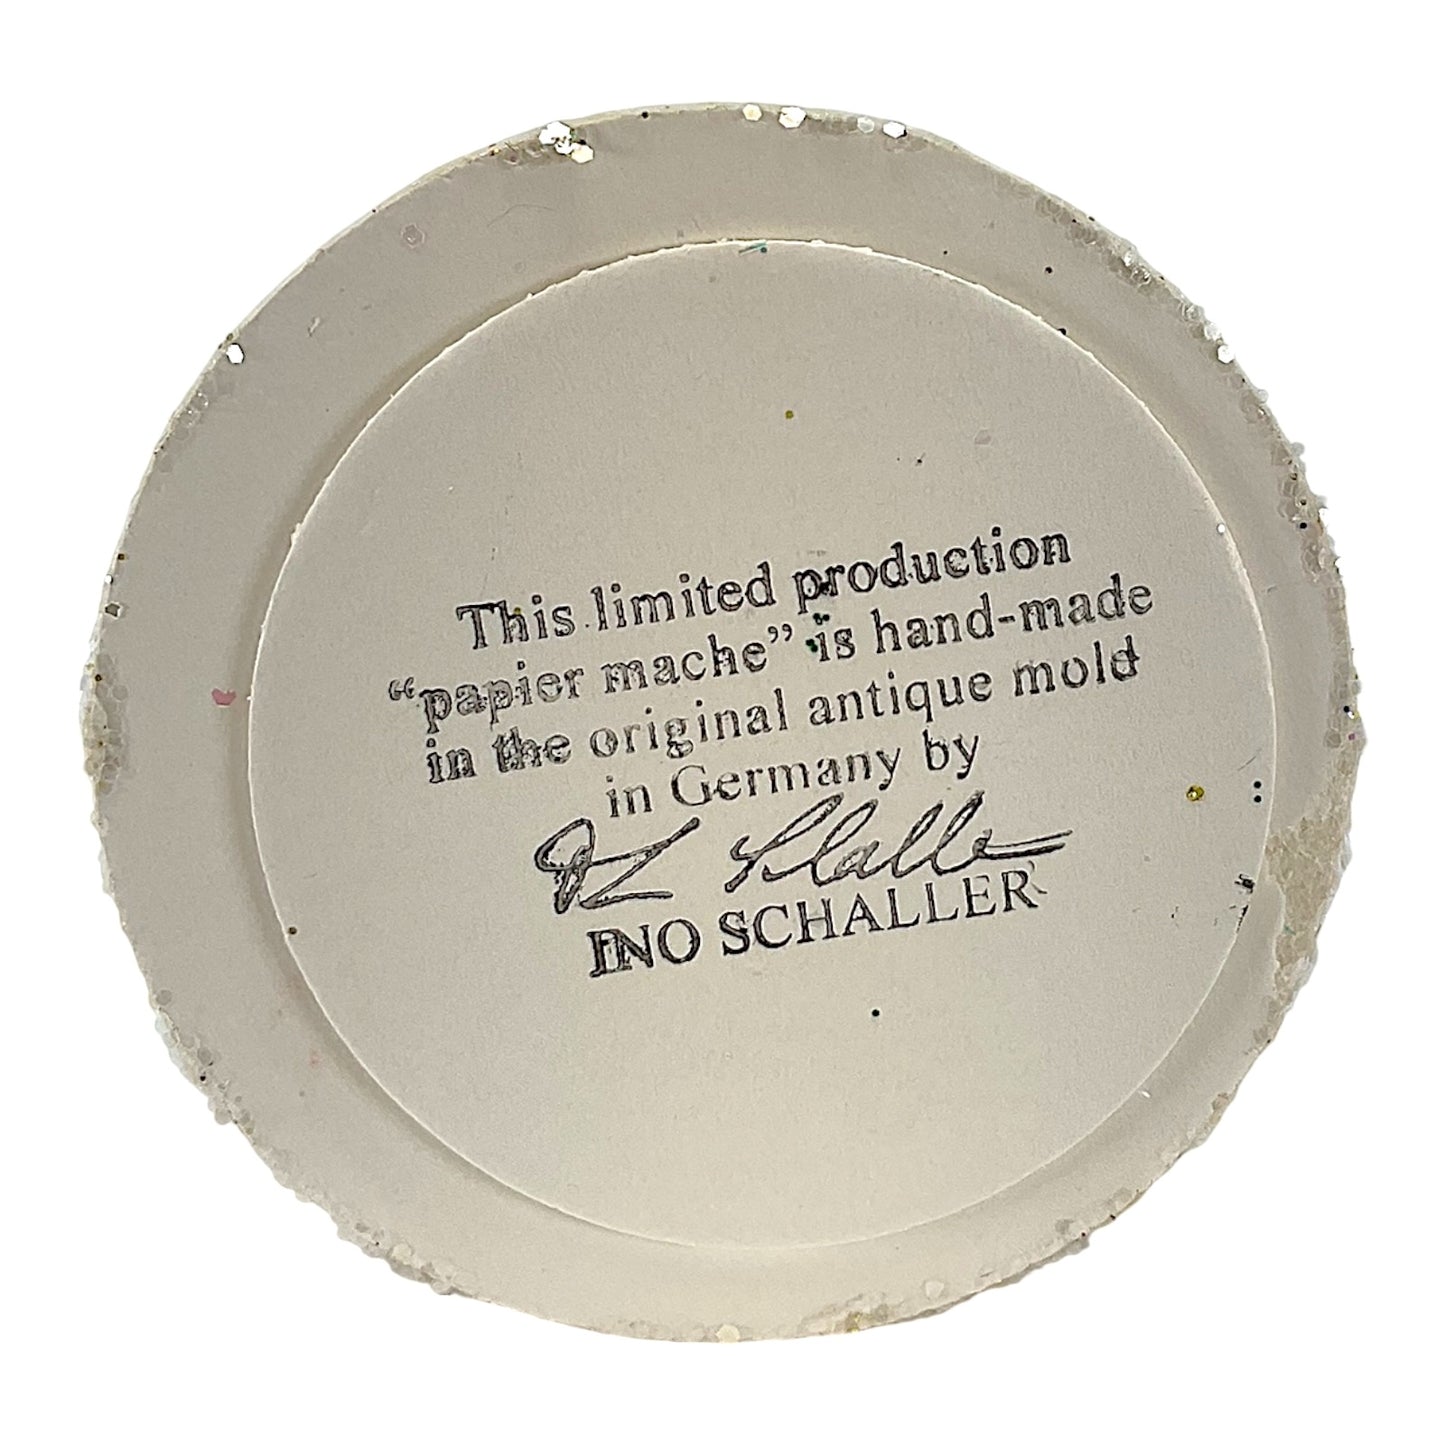 This limited production
“papier mache” is hand-made
in the original antique mold
in Germany by
INO SCHALLER